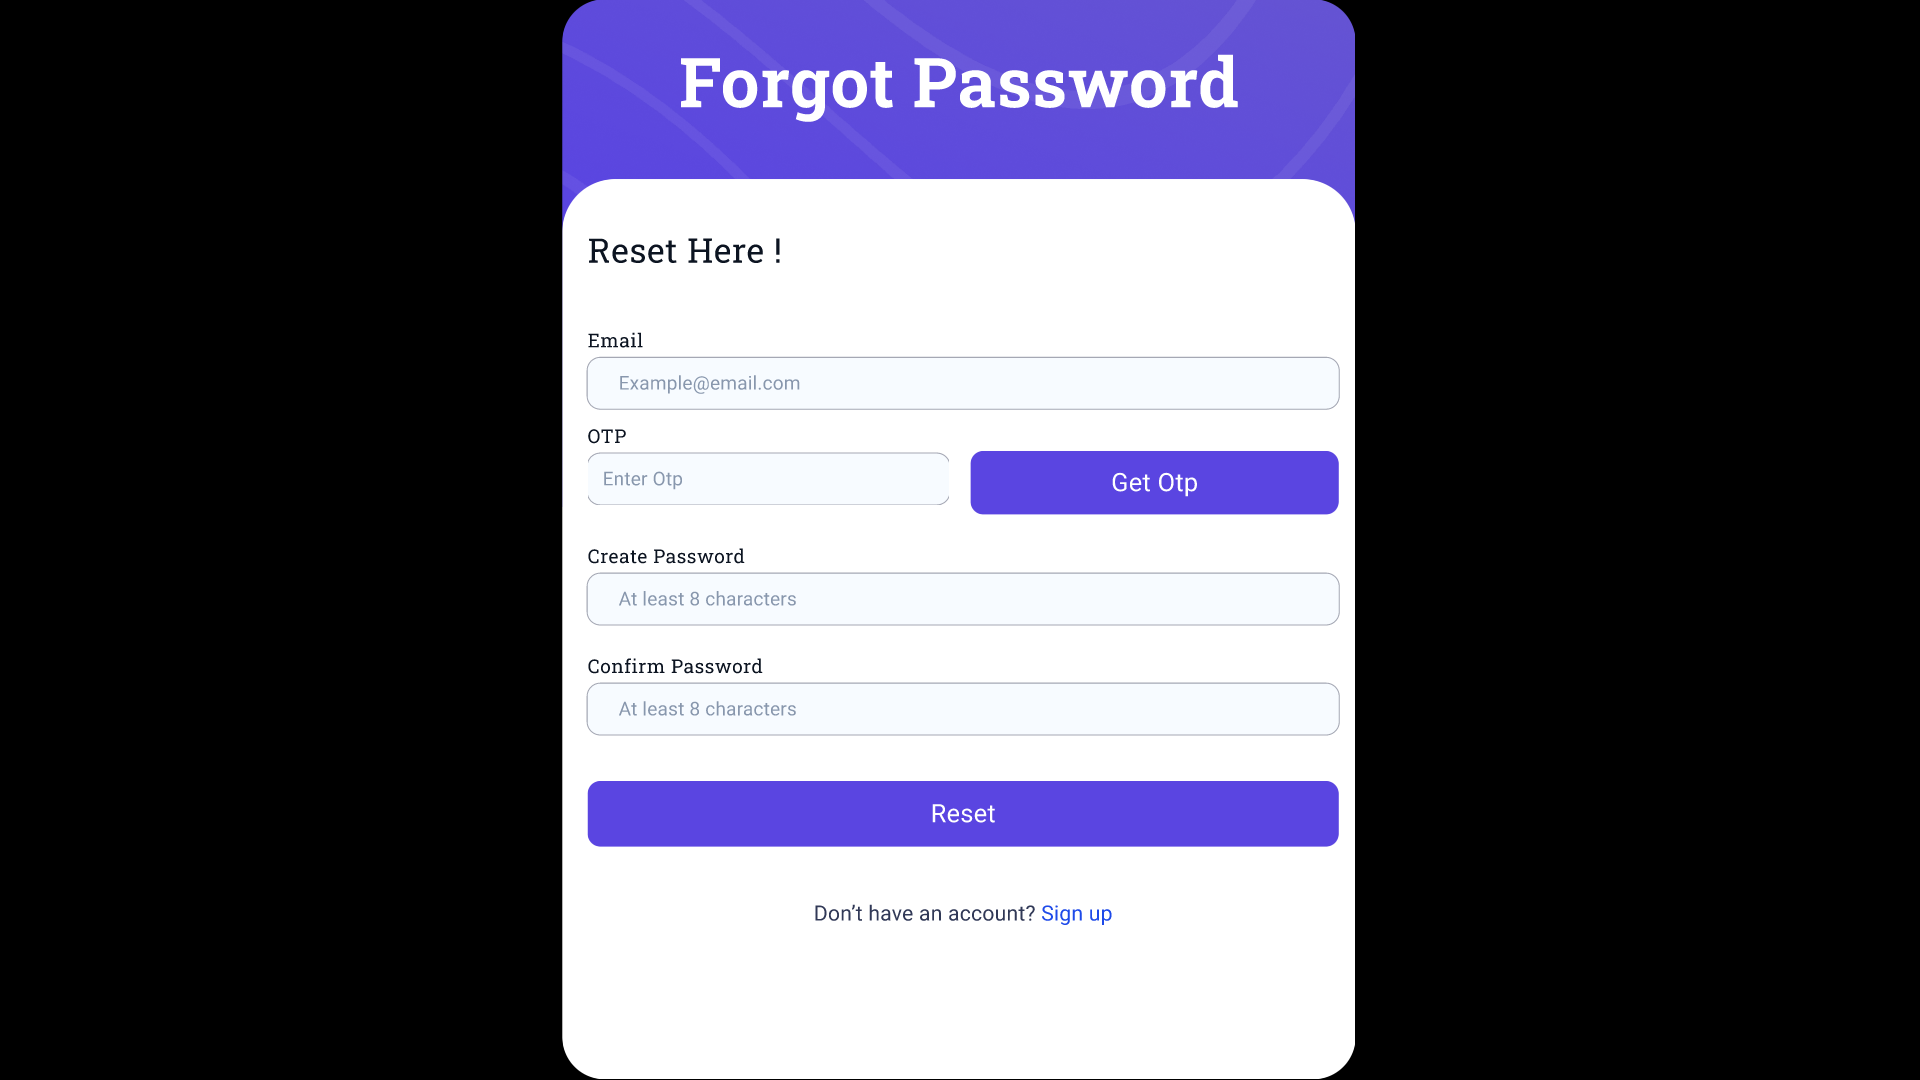 Forgot Password
Reset Here !
Email
Example@email.com
OTP
Enter Otp
Get Otp
Create Password
At least 8 characters
Confirm Password
At least 8 characters
Reset
Don’t have an account? Sign up